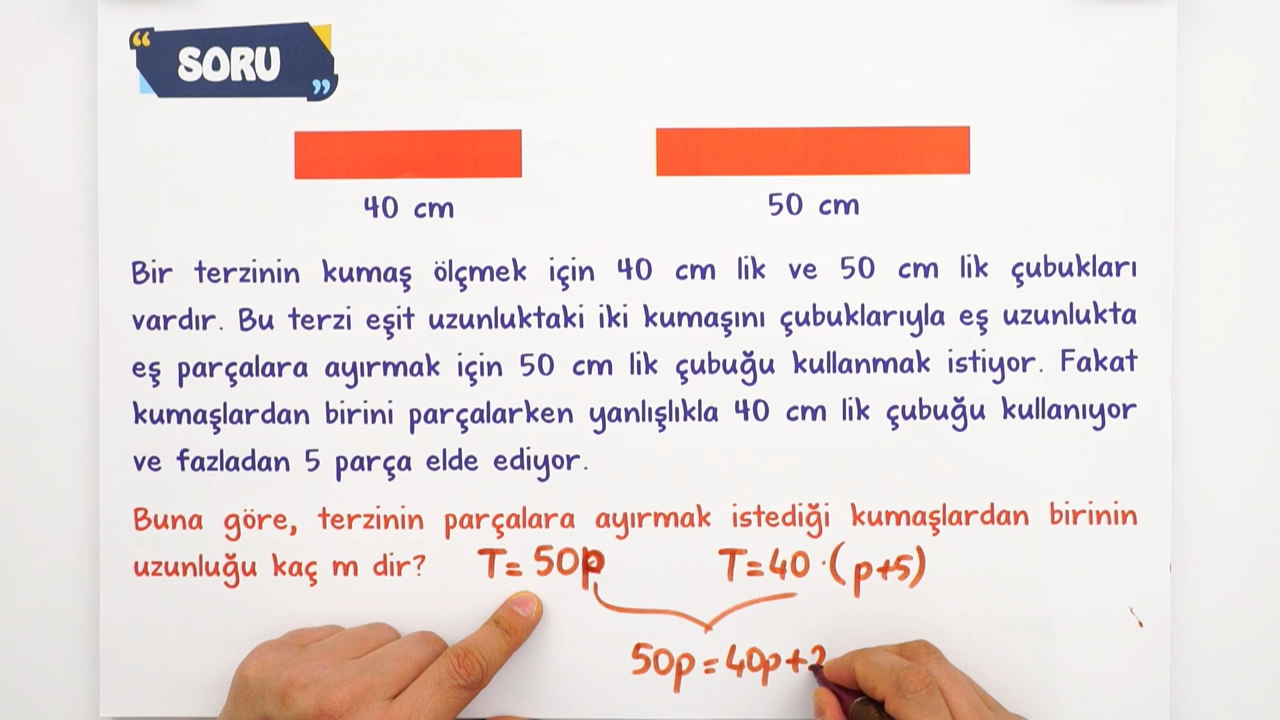 “ SORU ”
40 cm 50 cm
Bir terzinin kumaş ölçmek için 40 cm lik ve 50 cm lik çubukları
vardır. Bu terzi eşit uzunluktaki iki kumaşını çubuklarıyla eş uzunlukta
eş parçalara ayırmak için 50 cm lik çubuğu kullanmak istiyor. Fakat
kumaşlardan birini parçalarken yanlışlıkla 40 cm lik çubuğu kullanıyor
ve fazladan 5 parça elde ediyor.
Buna göre, terzinin parçalara ayırmak istediği kumaşlardan birinin
uzunluğu kaç m dir? T=50p T=40·(p+5)
50p=40p+2